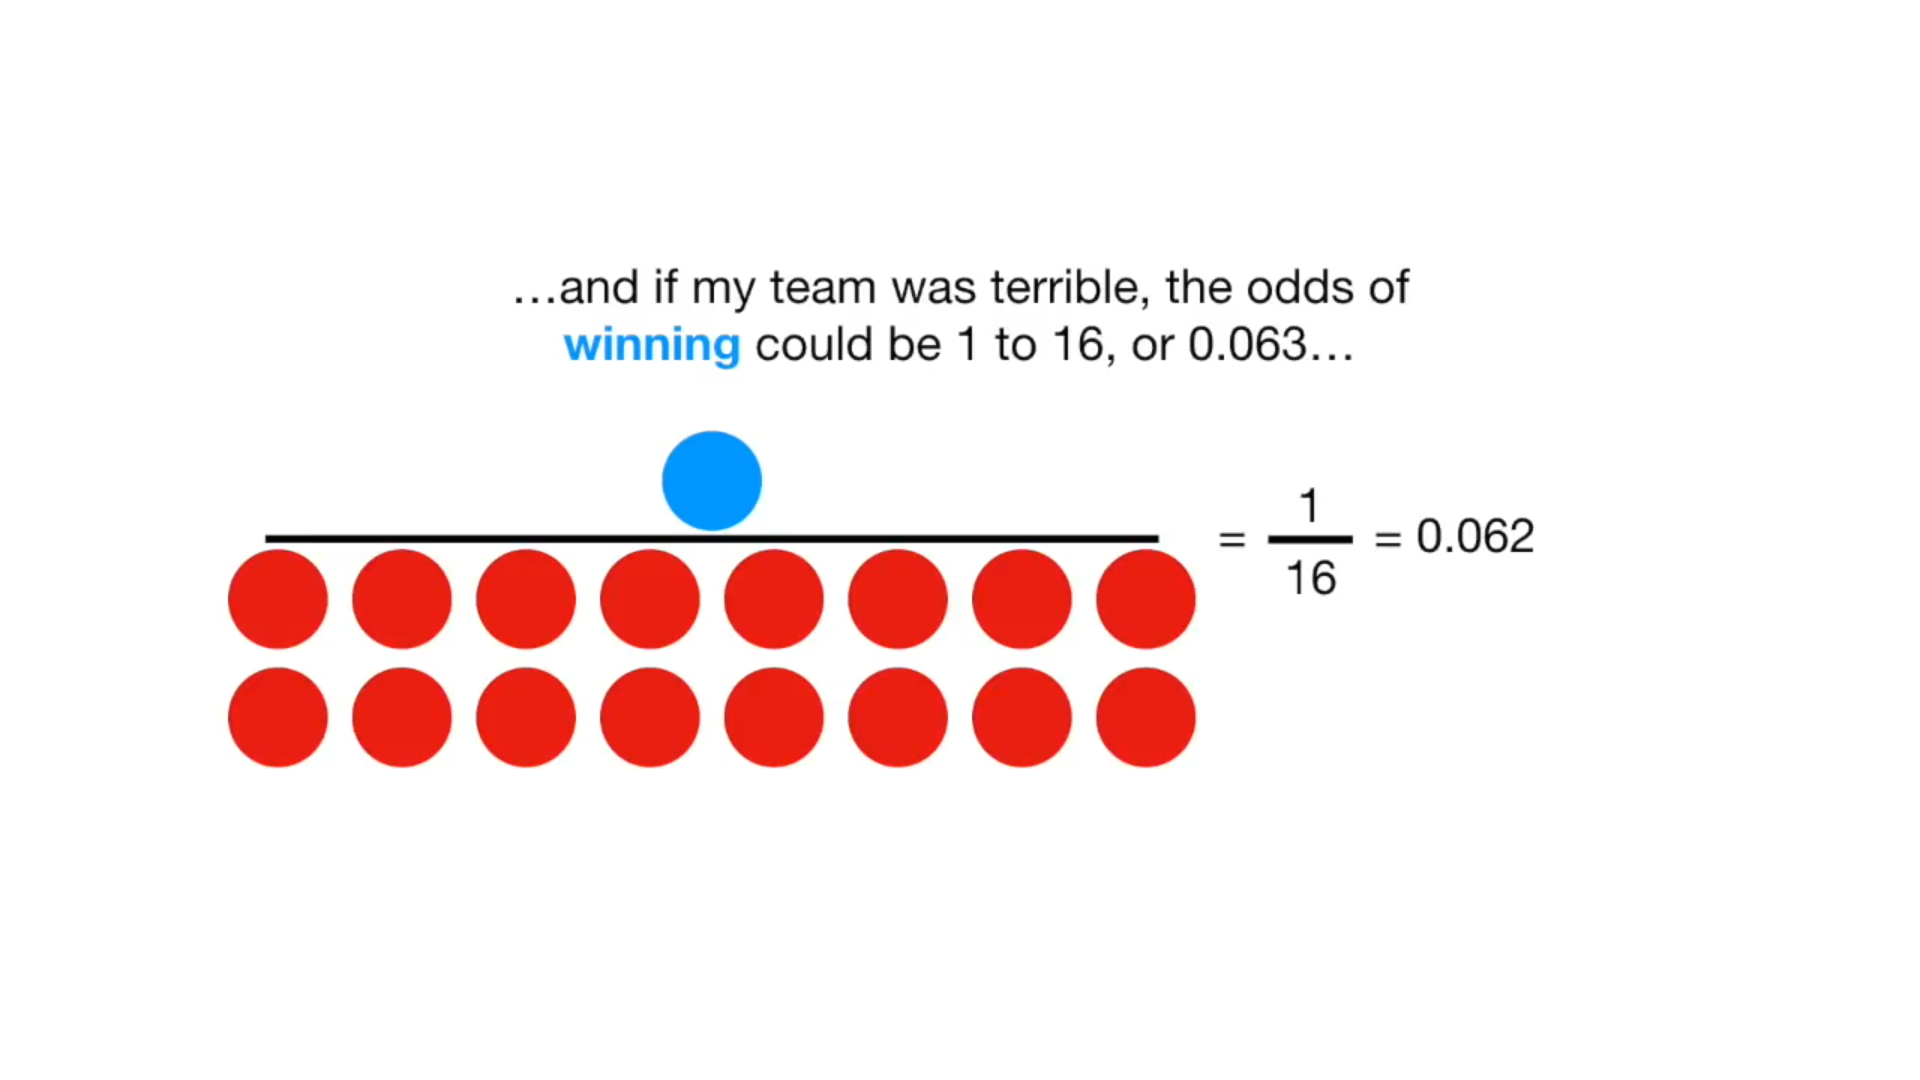 …and if my team was terrible, the odds of
winning could be 1 to 16, or 0.063…
= 1/16 = 0.062